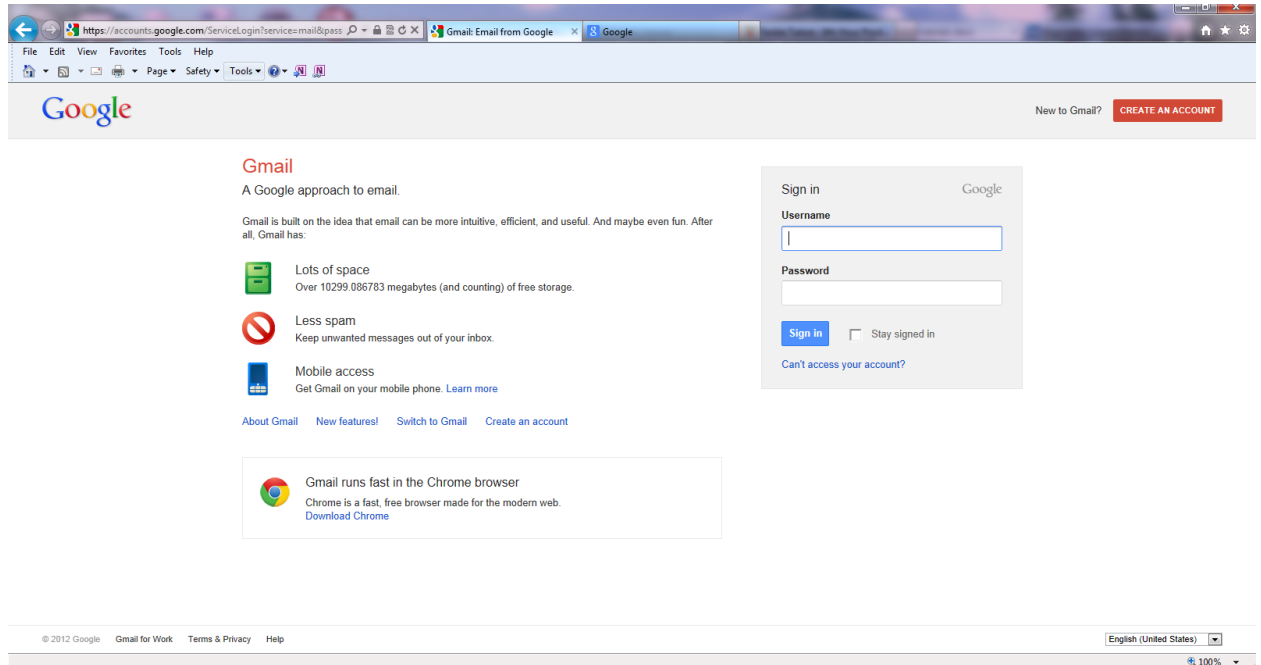 https://accounts.google.com/ServiceLogin?service=mail&pass
Gmail: Email from Google
Google
File Edit View Favorites Tools Help
Page Safety Tools
Google
New to Gmail? CREATE AN ACCOUNT
Gmail
A Google approach to email.
Gmail is built on the idea that email can be more intuitive, efficient, and useful. And maybe even fun. After
all, Gmail has:
Lots of space
Over 10299.086783 megabytes (and counting) of free storage.
Less spam
Keep unwanted messages out of your inbox.
Mobile access
Get Gmail on your mobile phone. Learn more
About Gmail New features! Switch to Gmail Create an account
Gmail runs fast in the Chrome browser
Chrome is a fast, free browser made for the modern web.
Download Chrome
Sign in Google
Username
Password
Sign in Stay signed in
Can't access your account?
© 2012 Google Gmail for Work Terms & Privacy Help
English (United States)
100%